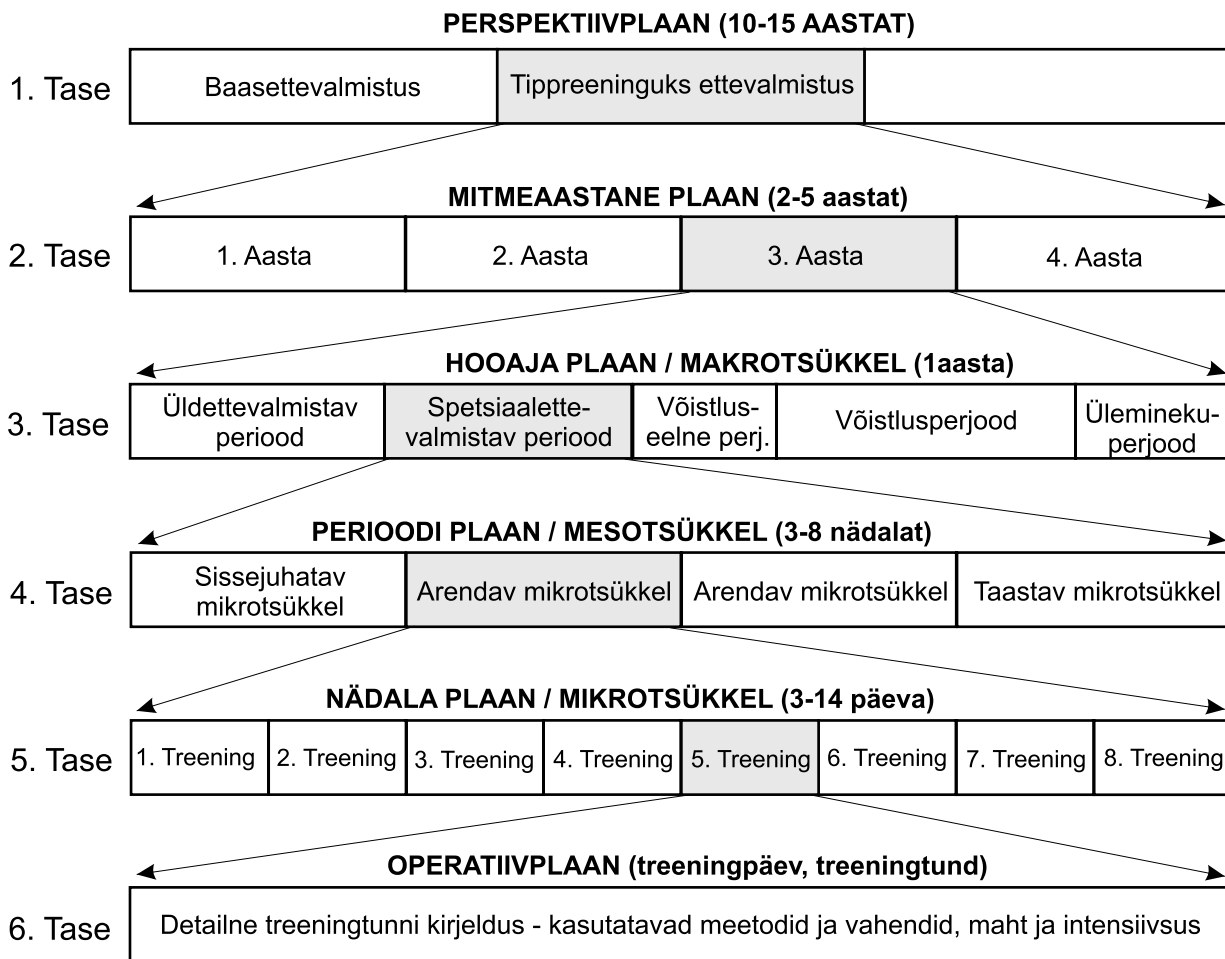 PERSPEKTIIVPLAAN (10-15 AASTAT)
1. Tase
Baasettevalmistus
Tippreeninguks ettevalmistus
MITMEAASTANE PLAAN (2-5 aastat)
2. Tase
1. Aasta
2. Aasta
3. Aasta
4. Aasta
HOOAJA PLAAN / MAKROTSÜKKEL (1aasta)
3. Tase
Üldettevalmistav
periood
Spetsiaalette-
valmistav periood
Võistlus-
eelne perj.
Võistlusperjood
Ülemineku-
perjood
PERIOODI PLAAN / MESOTSÜKKEL (3-8 nädalat)
4. Tase
Sissejuhatav
mikrotsükkel
Arendav mikrotsükkel
Arendav mikrotsükkel
Taastav mikrotsükkel
NÄDALA PLAAN / MIKROTSÜKKEL (3-14 päeva)
5. Tase
1. Treening
2. Treening
3. Treening
4. Treening
5. Treening
6. Treening
7. Treening
8. Treening
OPERATIIVPLAAN (treeningpäev, treeningtund)
6. Tase
Detailne treeningtunni kirjeldus - kasutatavad meetodid ja vahendid, maht ja intensiivsus